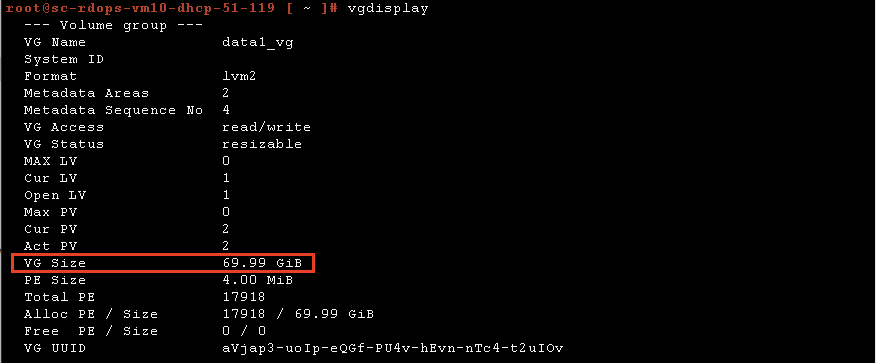 root@sc-rdops-vm10-dhcp-51-119 [ ~ ]# vgdisplay
--- Volume group ---
VG Name data1_vg
System ID
Format lvm2
Metadata Areas 2
Metadata Sequence No 4
VG Access read/write
VG Status resizable
MAX LV 0
Cur LV 1
Open LV 1
Max PV 0
Cur PV 2
Act PV 2
VG Size 69.99 GiB
PE Size 4.00 MiB
Total PE 17918
Alloc PE / Size 17918 / 69.99 GiB
Free PE / Size 0 / 0
VG UUID aVjap3-uoIp-eQGf-PU4v-hEvn-nTc4-t2uIOv